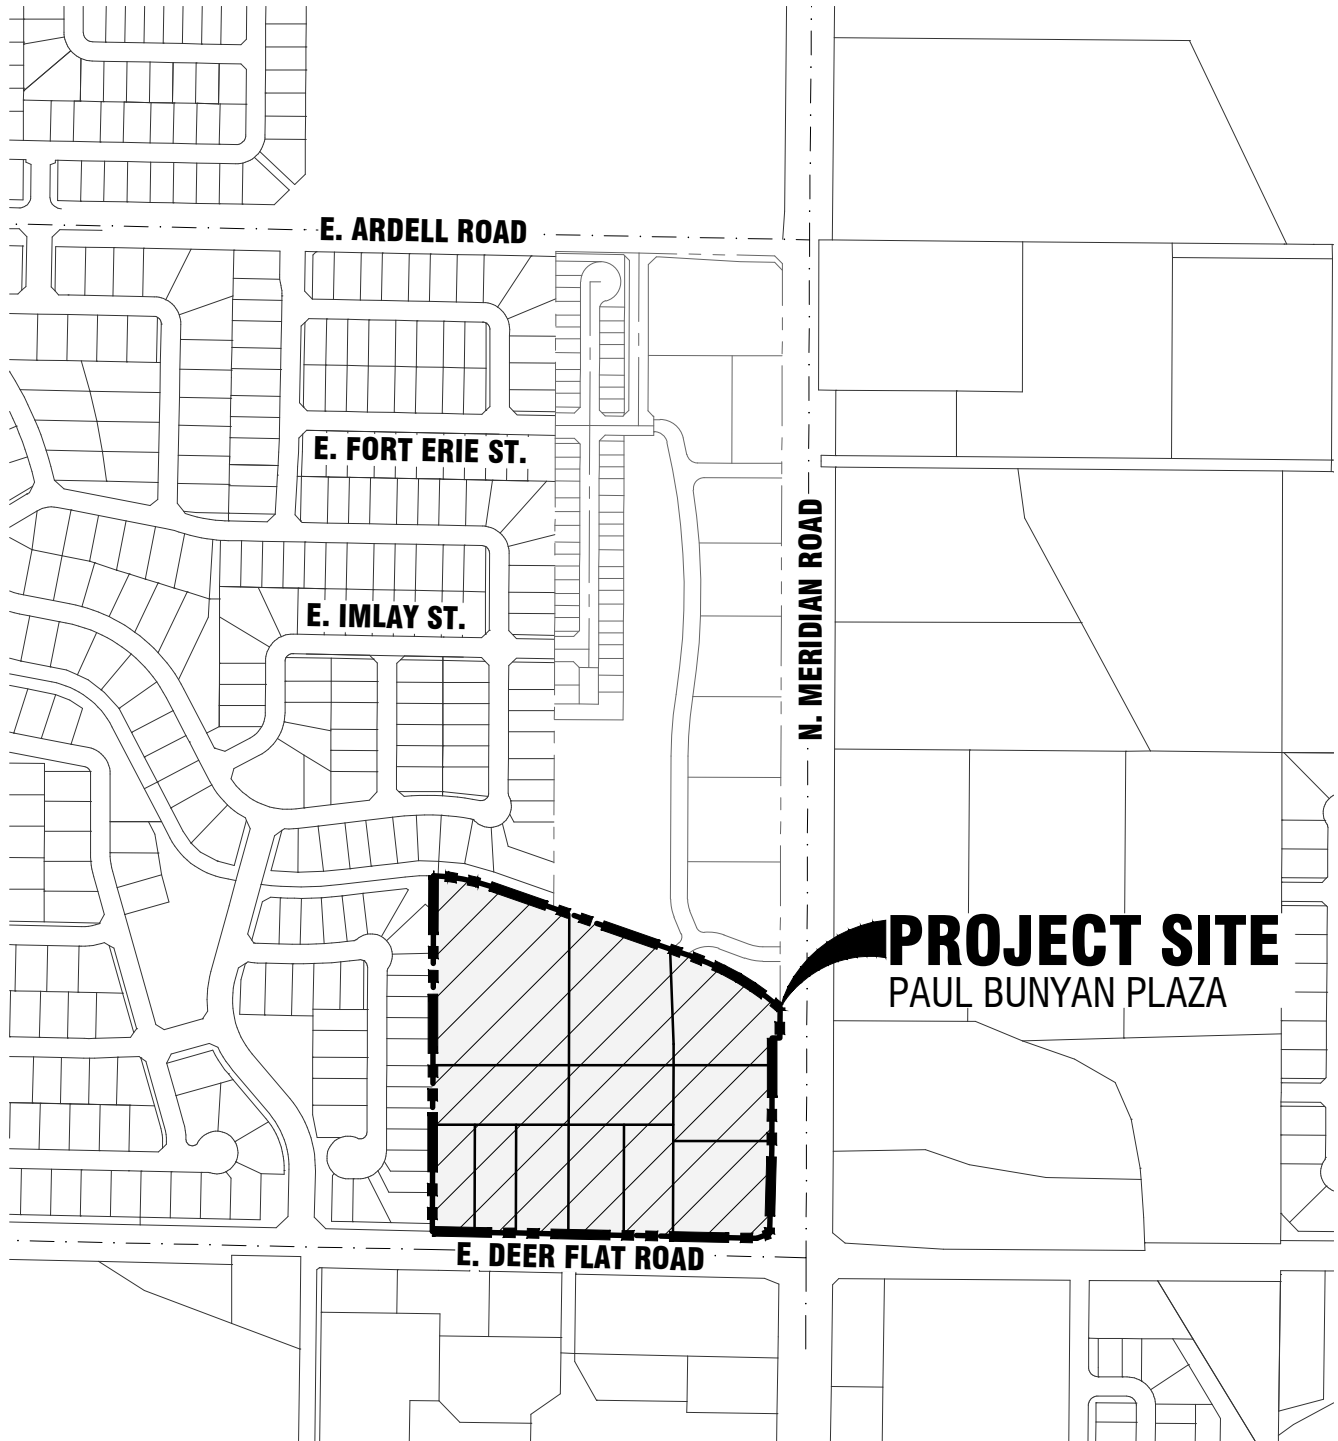 E. ARDELL ROAD
E. FORT ERIE ST.
N. MERIDIAN ROAD
E. IMLAY ST.
PROJECT SITE
PAUL BUNYAN PLAZA
E. DEER FLAT ROAD